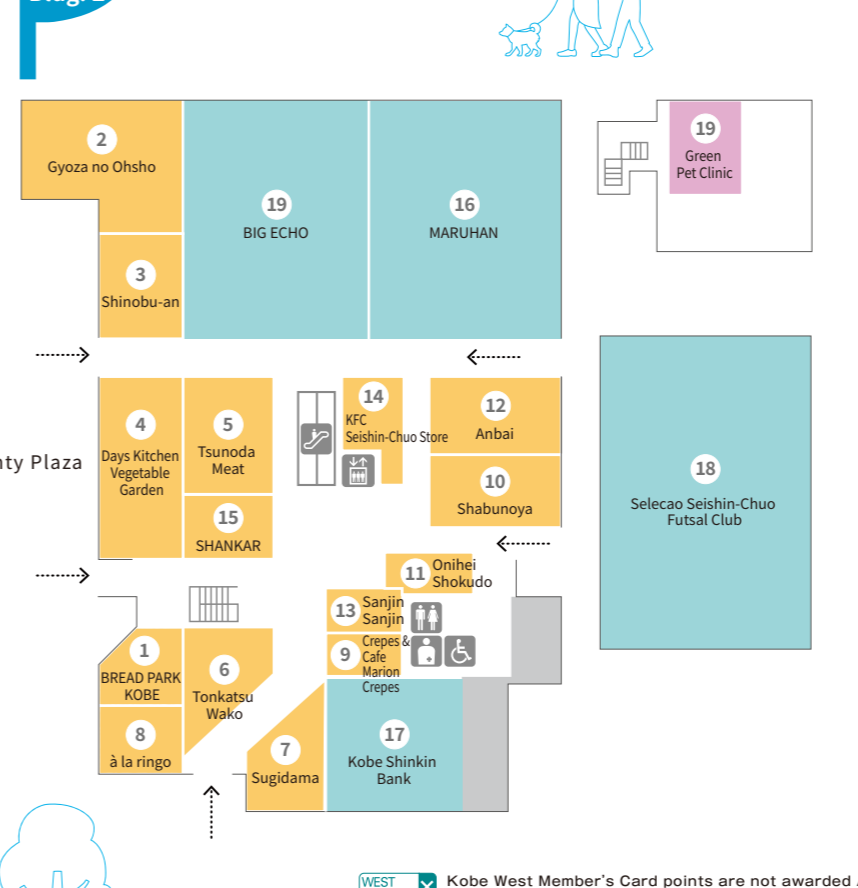 2
Gyoza no Ohsho
19
BIG ECHO
16
MARUHAN
19
Green
Pet Clinic
3
Shinobu-an
4
Days Kitchen
Vegetable
Garden
5
Tsunoda
Meat
14
KFC
Seishin-Chuo Store
12
Anbai
Plaza
10
Shabunoya
15
SHANKAR
18
Selecao Seishin-Chuo
Futsal Club
11
Onihei
Shokudo
13
Sanjin
Sanjin
9
Crepes &
Cafe
Marion
Crepes
1
BREAD PARK
KOBE
6
Tonkatsu
Wako
8
à la ringo
7
Sugidama
17
Kobe Shinkin
Bank
WEST
Kobe West Member's Card points are not awarded